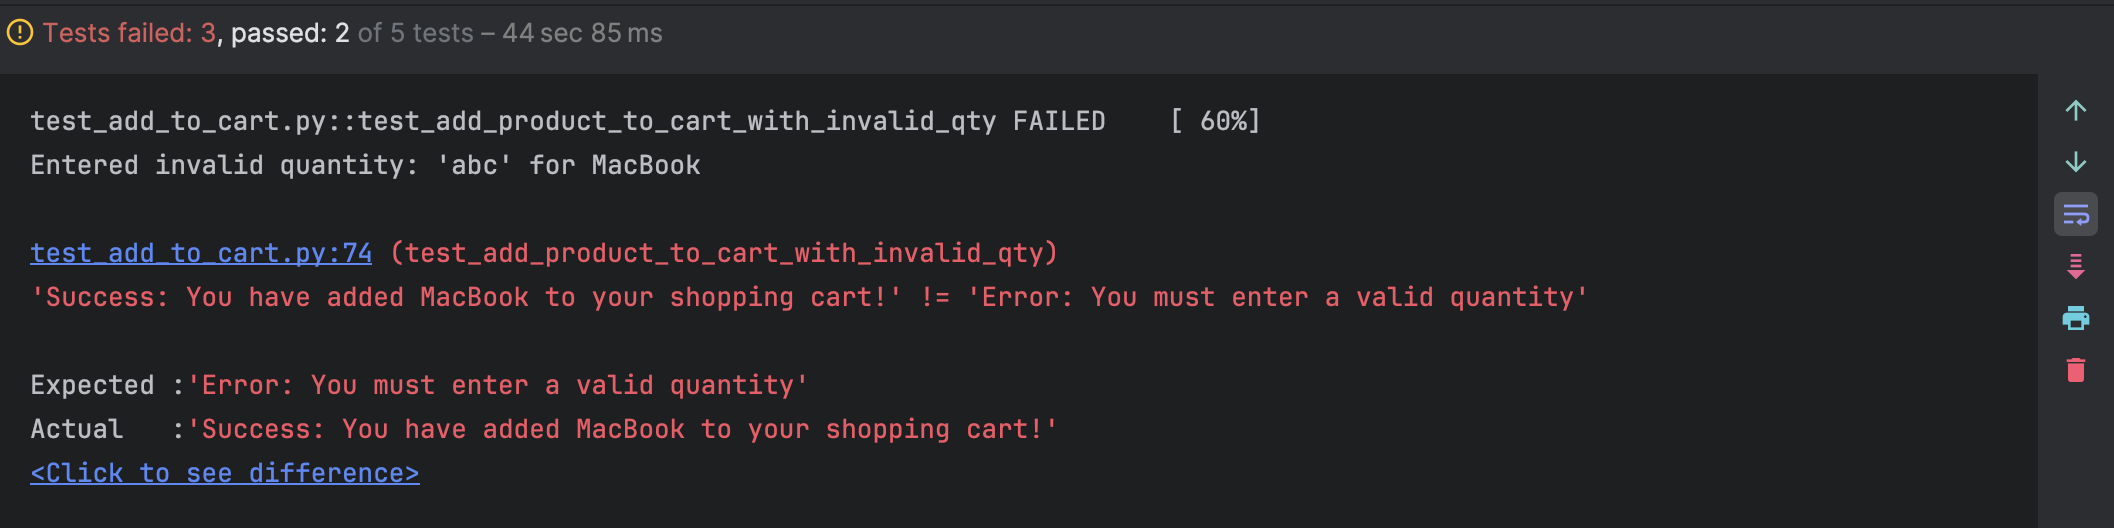 Tests failed: 3, passed: 2 of 5 tests – 44 sec 85 ms
test_add_to_cart.py::test_add_product_to_cart_with_invalid_qty FAILED    [ 60%]
Entered invalid quantity: 'abc' for MacBook
test_add_to_cart.py:74 (test_add_product_to_cart_with_invalid_qty)
'Success: You have added MacBook to your shopping cart!' != 'Error: You must enter a valid quantity'
Expected :'Error: You must enter a valid quantity'
Actual   :'Success: You have added MacBook to your shopping cart!'
<Click to see difference>